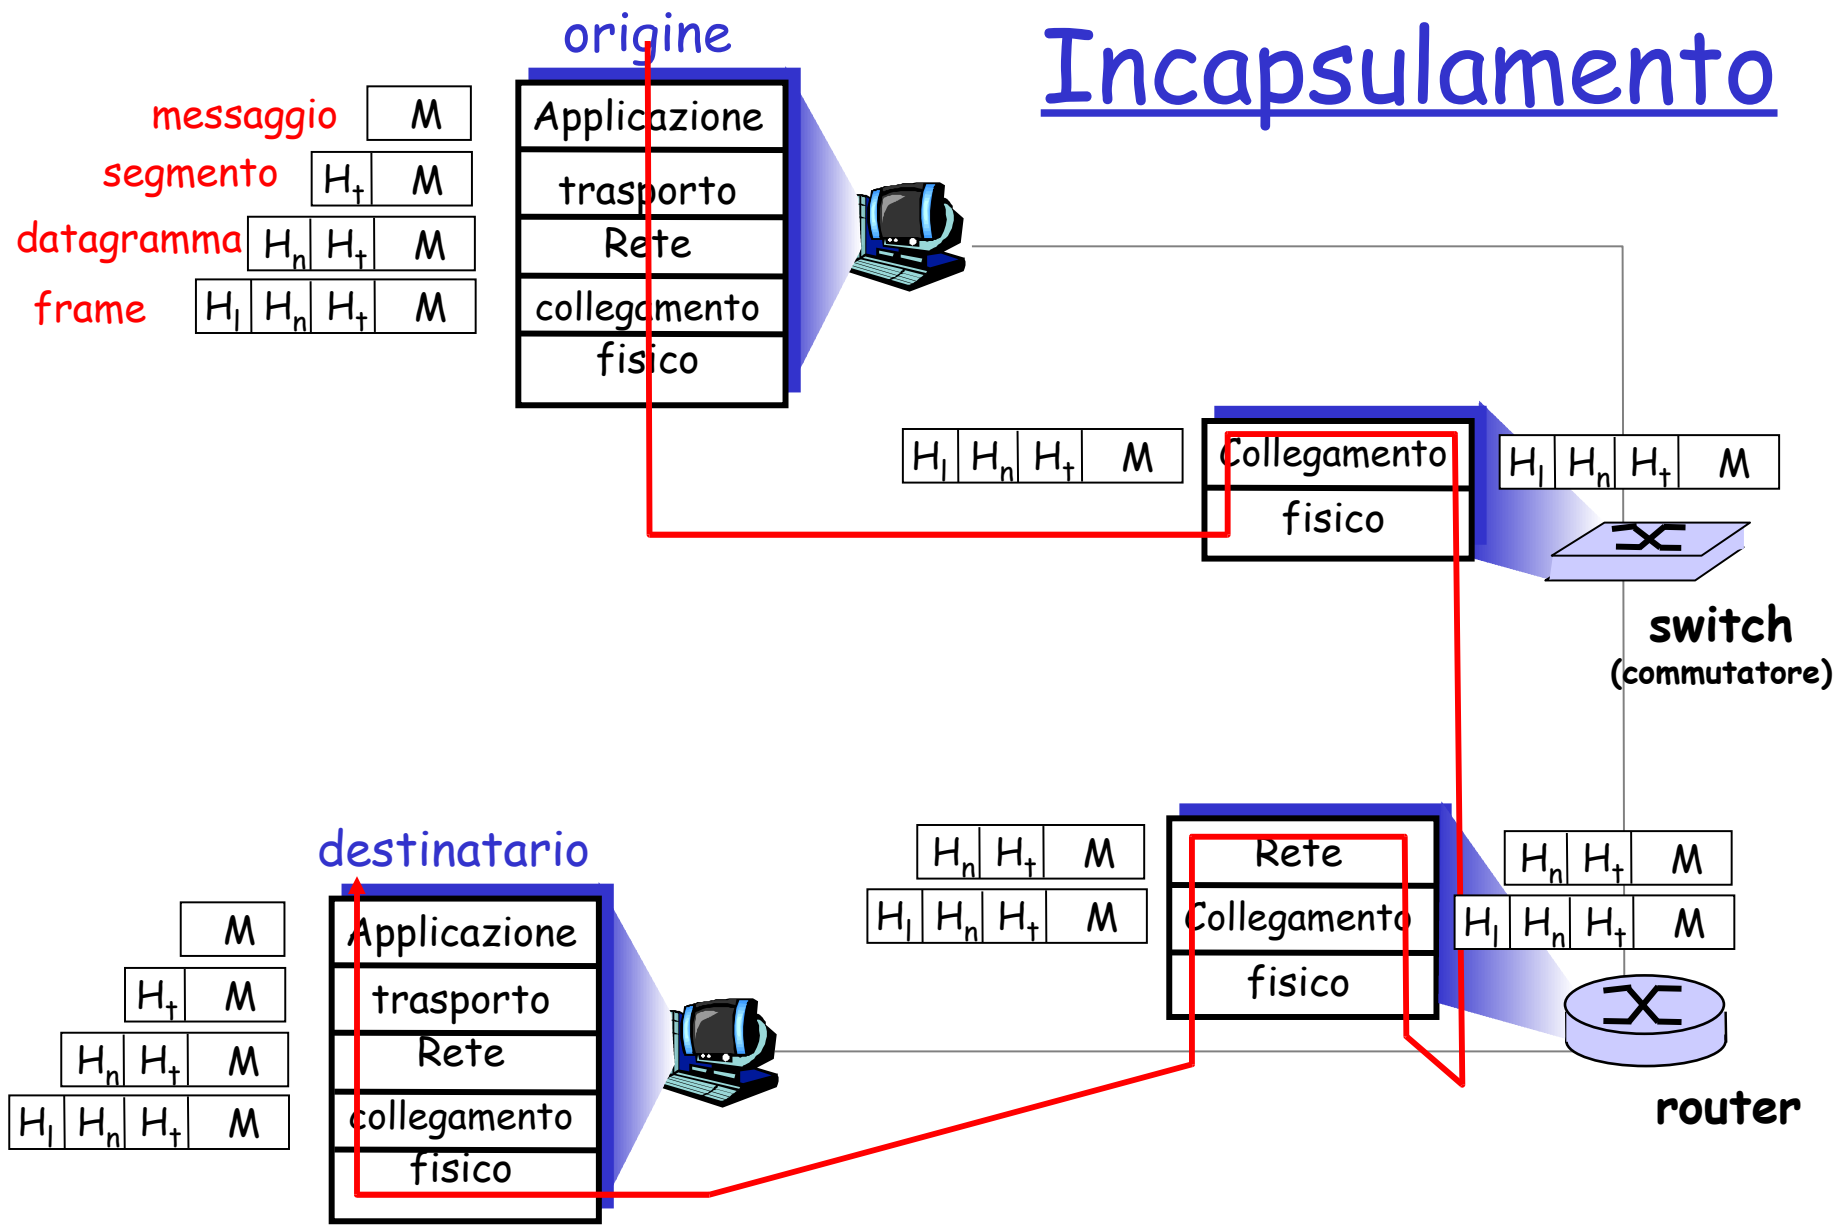 origine
Incapsulamento
messaggio M
segmento Ht M
datagramma Hn Ht M
frame Hl Hn Ht M
Applicazione
trasporto
Rete
collegamento
fisico
Hl Hn Ht M
Collegamento
fisico
Hl Hn Ht M
switch
(commutatore)
Hn Ht M
Hl Hn Ht M
Rete
Collegamento
fisico
Hn Ht M
Hl Hn Ht M
router
destinatario
M
Ht M
Hn Ht M
Hl Hn Ht M
Applicazione
trasporto
Rete
collegamento
fisico